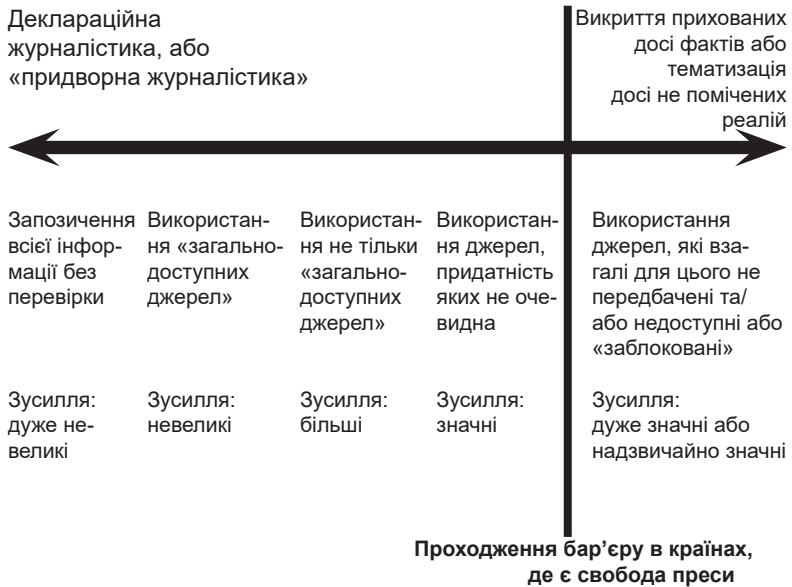 Декلараційна
журналістика, або
«придворна журналістика»
Викриття прихованих
досі фактів або
тематизація
досі не помічених
реалій
Запозичення
всієї інфор-
мації без
перевірки
Використан-
ня «загально-
доступних
джерел»
Використан-
ня не тільки
«загально-
доступних
джерел»
Використан-
ня джерел,
придатність
яких не оче-
видна
Використання
джерел, які вза-
галі для цього не
передбачені та/
або недоступні або
«заблоковані»
Зусилля:
дуже не-
великі
Зусилля:
невеликі
Зусилля:
більші
Зусилля:
значні
Зусилля:
дуже значні або
надзвичайно значні
Проходження бар’єру в країнах,
де є свобода преси